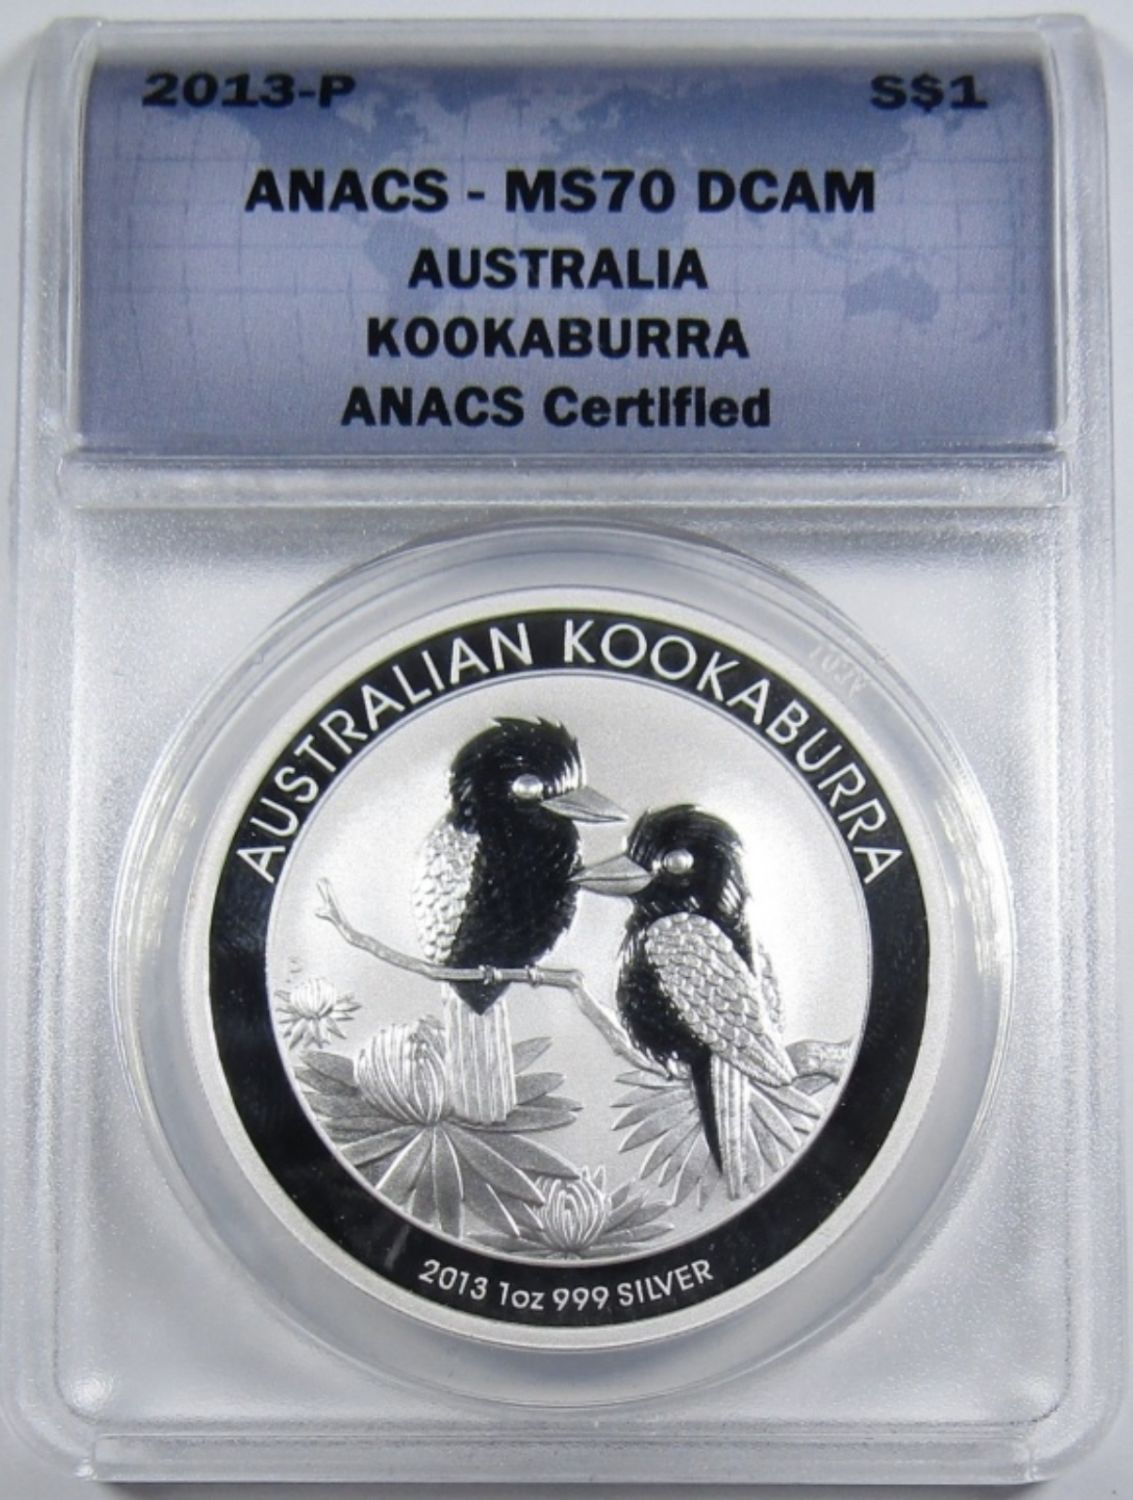 2013-P S$1
ANACS - MS70 DCAM
AUSTRALIA
KOOKABURRA
ANACS Certified
AUSTRALIAN KOOKABURRA
2013 1oz 999 SILVER